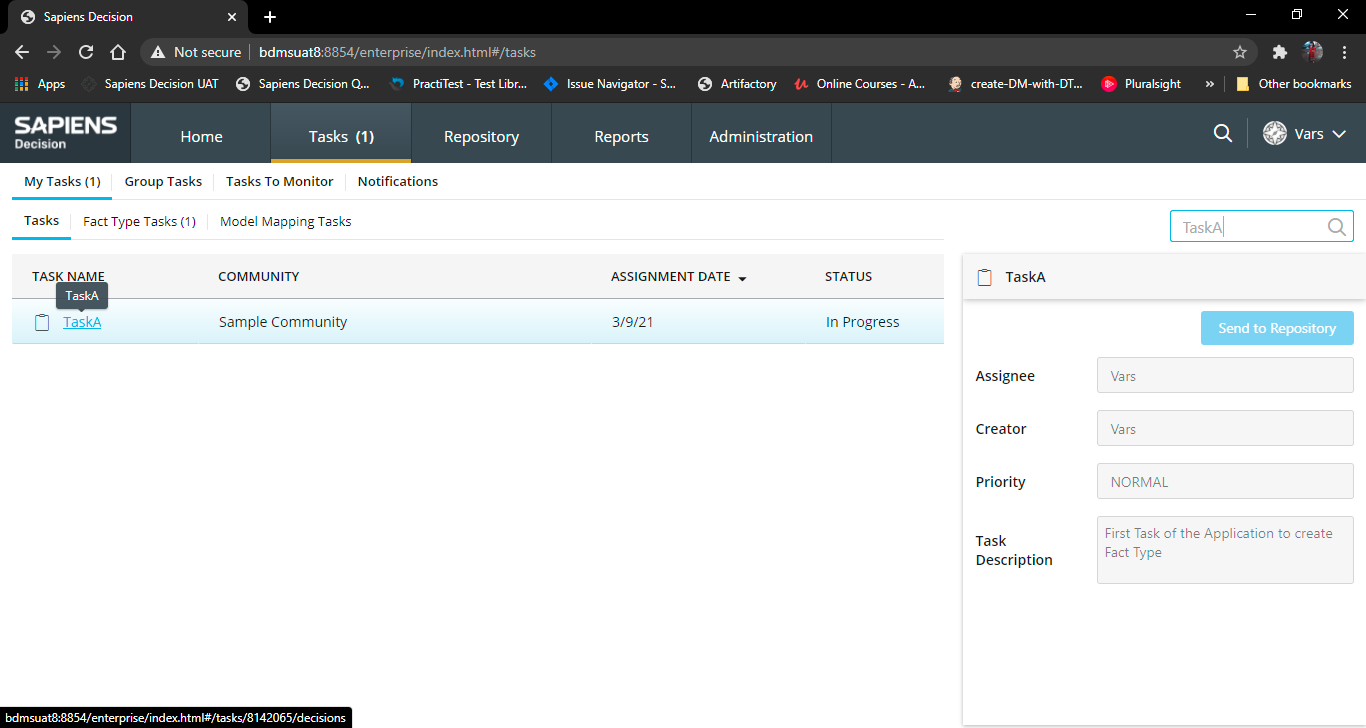 Sapiens Decision
Not secure bdmsuat8:8854/enterprise/index.html#/tasks
Apps Sapiens Decision UAT Sapiens Decision Q... PractiTest - Test Libr... Issue Navigator - S... Artifactory Online Courses - A... create-DM-with-DT... Pluralsight » Other bookmarks
SAPIENS
Decision
Home Tasks (1) Repository Reports Administration Vars
My Tasks (1) Group Tasks Tasks To Monitor Notifications
Tasks Fact Type Tasks (1) Model Mapping Tasks TaskA
TASK NAME COMMUNITY ASSIGNMENT DATE STATUS
TaskA
TaskA Sample Community 3/9/21 In Progress
TaskA
Send to Repository
Assignee Vars
Creator Vars
Priority NORMAL
Task Description
First Task of the Application to create
Fact Type
bdmsuat8:8854/enterprise/index.html#/tasks/8142065/decisions